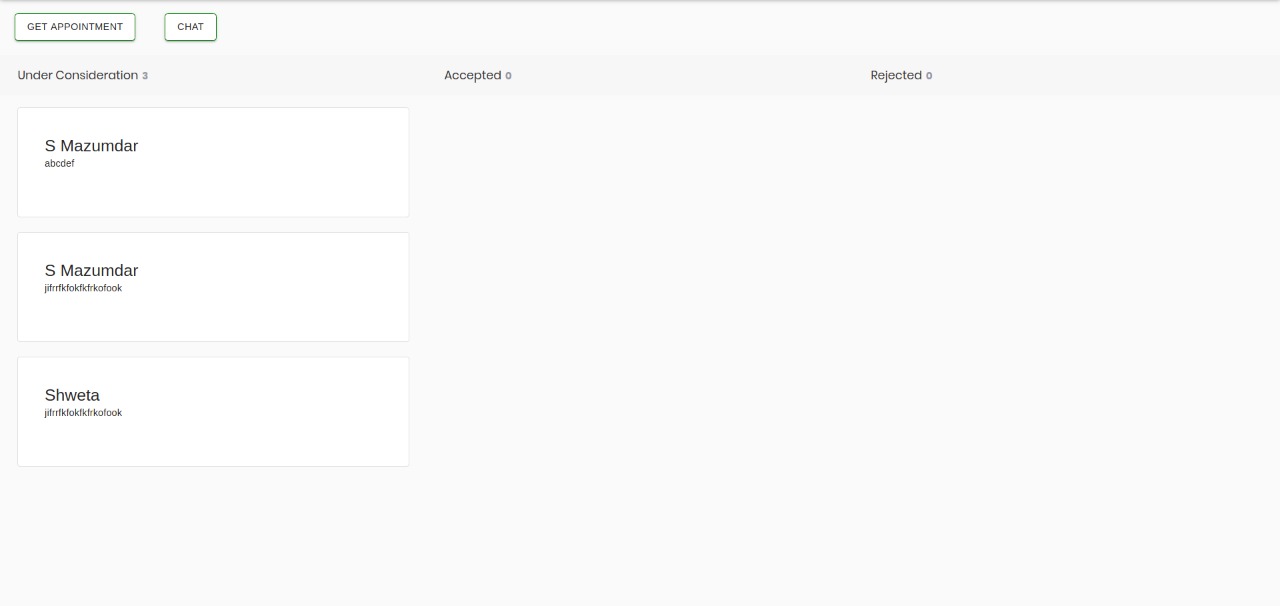 GET APPOINTMENT CHAT
Under Consideration 3 Accepted 0 Rejected 0
S Mazumdar
abcdef
S Mazumdar
jifrrfkfokfkfrkofook
Shweta
jifrrfkfokfkfrkofook